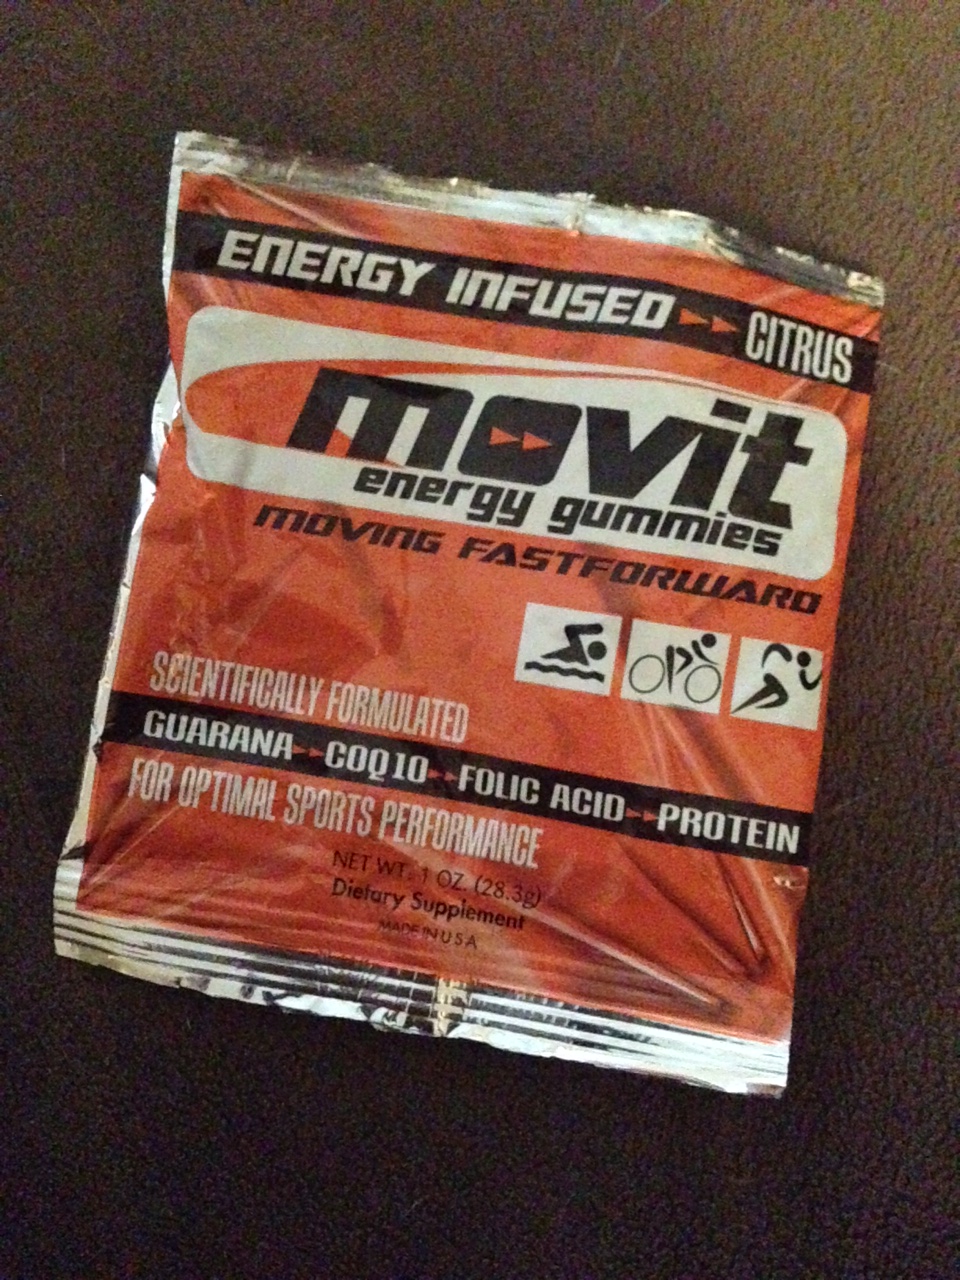 ENERGY INFUSED CITRUS
movit
energy gummies
MOVING FASTFORWARD
SCIENTIFICALLY FORMULATED
GUARANA COQ10 FOLIC ACID PROTEIN
FOR OPTIMAL SPORTS PERFORMANCE
NET WT. 1 OZ. (28.3g)
Dietary Supplement
MADE IN USA